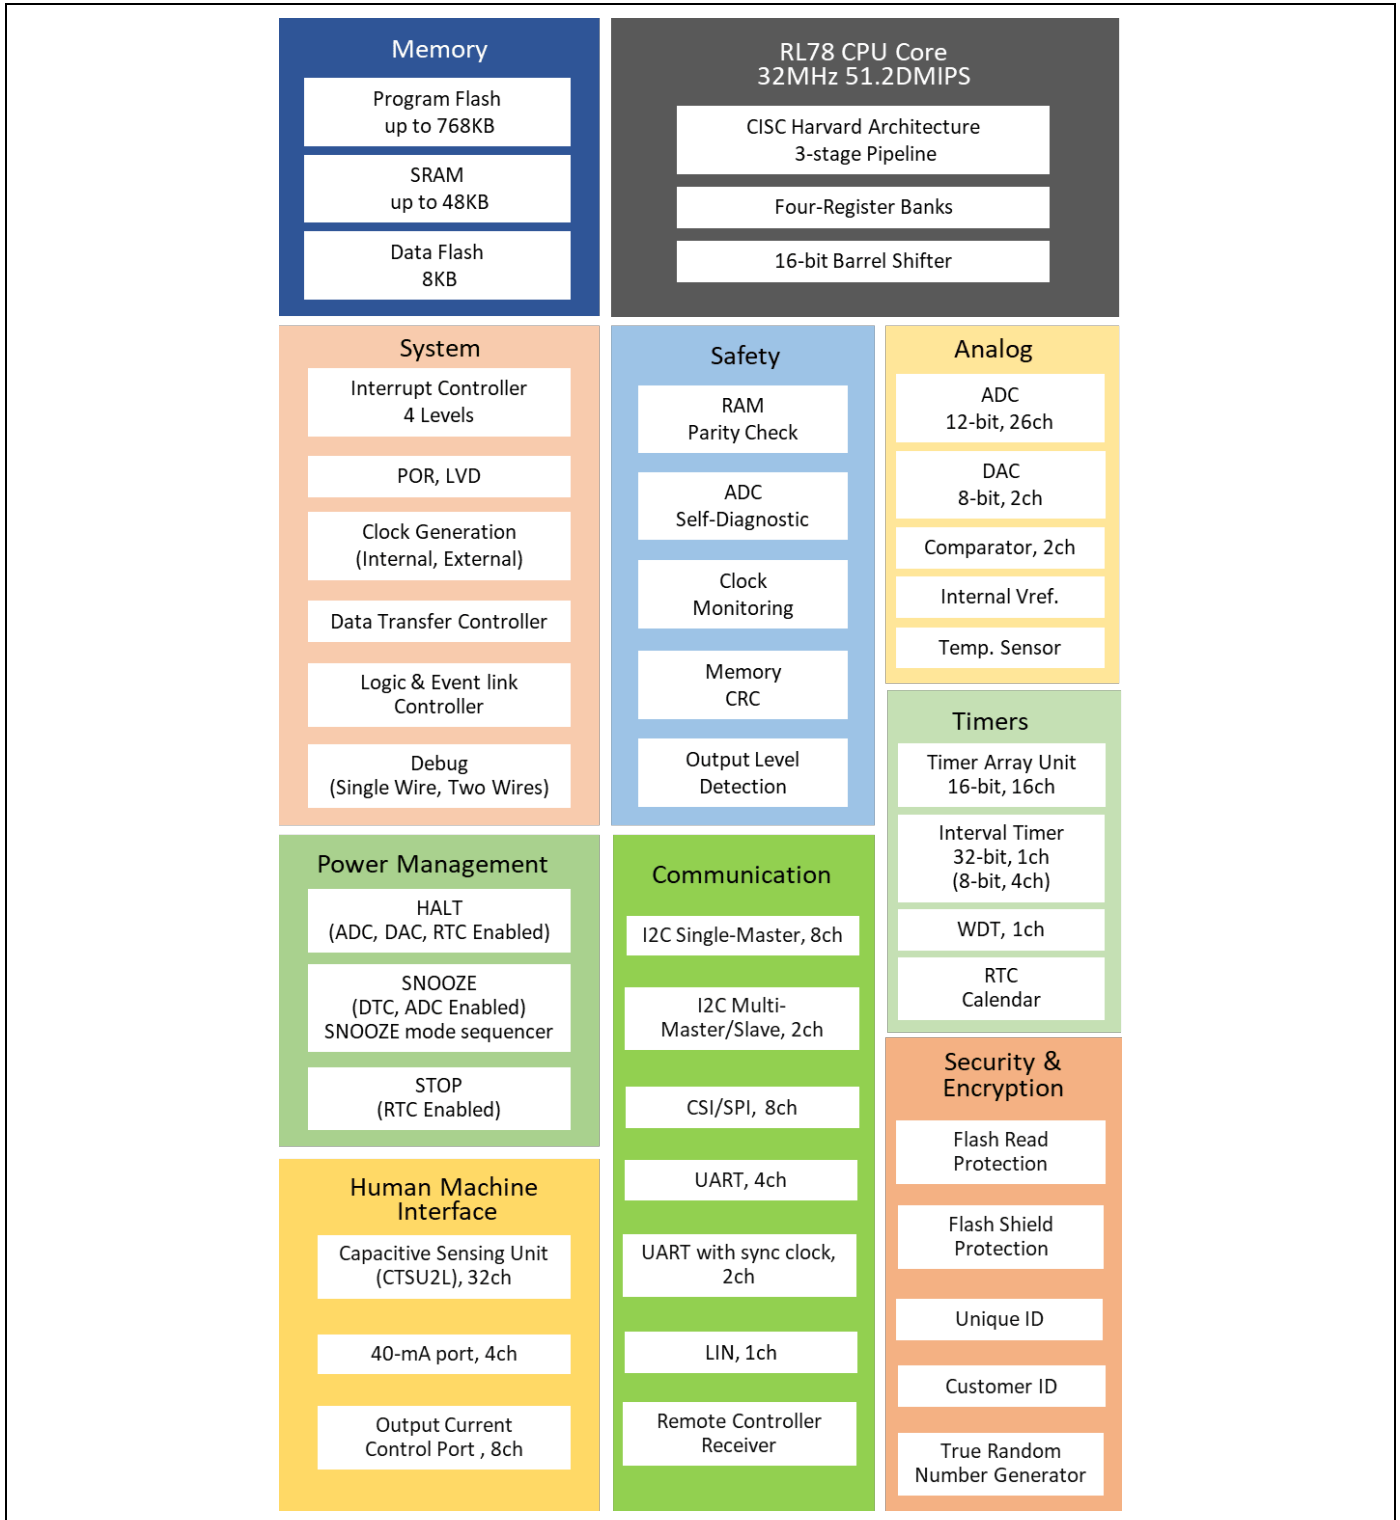 Memory
Program Flash
up to 768KB
SRAM
up to 48KB
Data Flash
8KB
RL78 CPU Core
32MHz 51.2DMIPS
CISC Harvard Architecture
3-stage Pipeline
Four-Register Banks
16-bit Barrel Shifter
System
Interrupt Controller
4 Levels
POR, LVD
Clock Generation
(Internal, External)
Data Transfer Controller
Logic & Event link
Controller
Debug
(Single Wire, Two Wires)
Safety
RAM
Parity Check
ADC
Self-Diagnostic
Clock
Monitoring
Memory
CRC
Output Level
Detection
Analog
ADC
12-bit, 26ch
DAC
8-bit, 2ch
Comparator, 2ch
Internal Vref.
Temp. Sensor
Timers
Timer Array Unit
16-bit, 16ch
Interval Timer
32-bit, 1ch
(8-bit, 4ch)
WDT, 1ch
RTC
Calendar
Power Management
HALT
(ADC, DAC, RTC Enabled)
SNOOZE
(DTC, ADC Enabled)
SNOOZE mode sequencer
STOP
(RTC Enabled)
Communication
I2C Single-Master, 8ch
I2C Multi-
Master/Slave, 2ch
CSI/SPI, 8ch
UART, 4ch
UART with sync clock,
2ch
LIN, 1ch
Remote Controller
Receiver
Security &
Encryption
Flash Read
Protection
Flash Shield
Protection
Unique ID
Customer ID
True Random
Number Generator
Human Machine
Interface
Capacitive Sensing Unit
(CTSU2L), 32ch
40-mA port, 4ch
Output Current
Control Port , 8ch